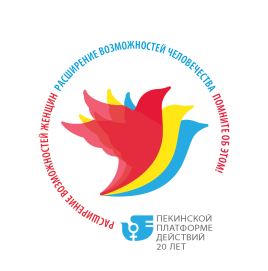 РАСШИРЕНИЕ ВОЗМОЖНОСТЕЙ ЖЕНЩИН РАСШИРЕНИЕ ВОЗМОЖНОСТЕЙ ЧЕЛОВЕЧЕСТВА ПОМНИТЕ ОБ ЭТОМ!
ПЕКИНСКОЙ
ПЛАТФОРМЕ
ДЕЙСТВИЙ
20 ЛЕТ